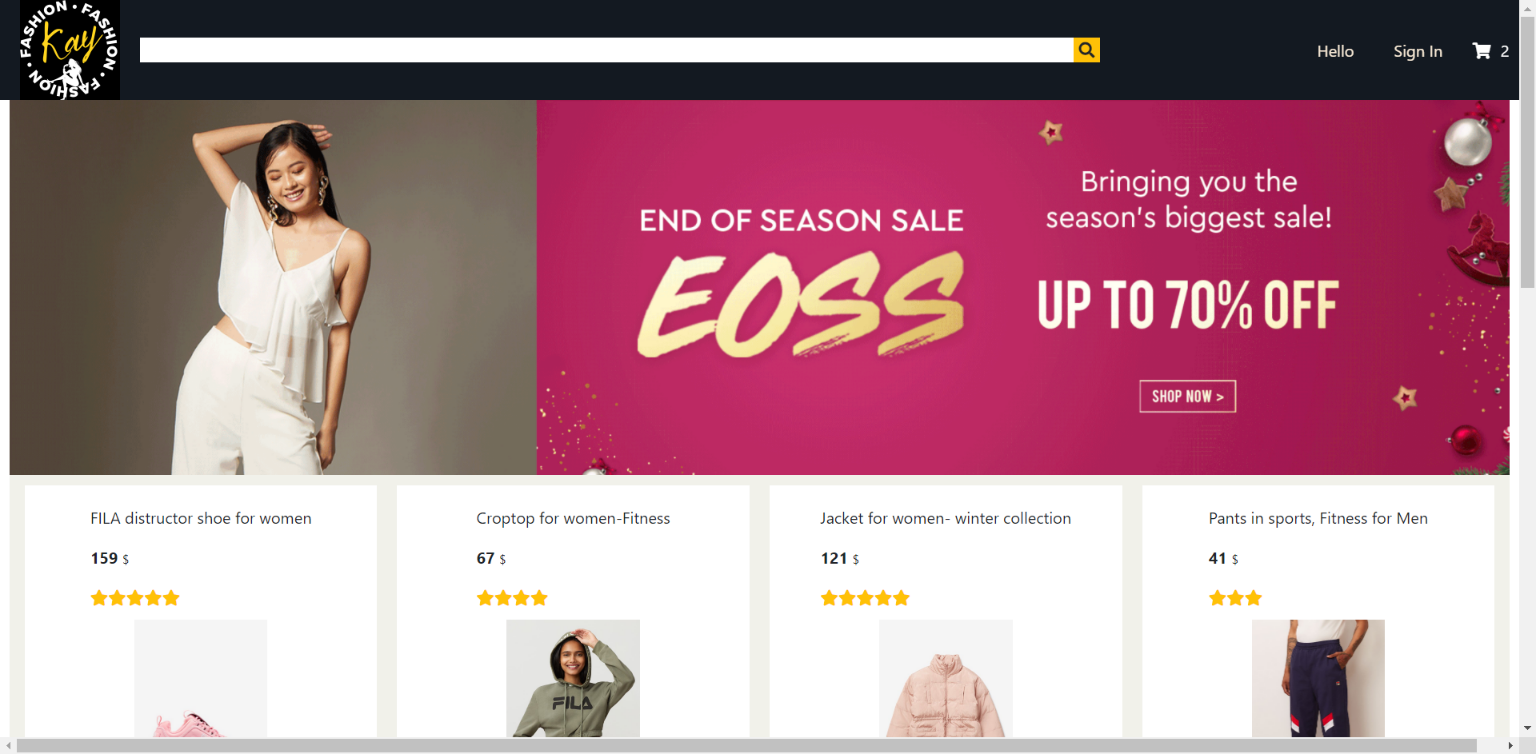 FASHION • FASHION • FASHION •
Kay
Hello
Sign In
2
END OF SEASON SALE
EOSS
Bringing you the
season's biggest sale!
UP TO 70% OFF
SHOP NOW >
FILA distructor shoe for women
159 $
Croptop for women-Fitness
67 $
Jacket for women- winter collection
121 $
Pants in sports, Fitness for Men
41 $
FILA